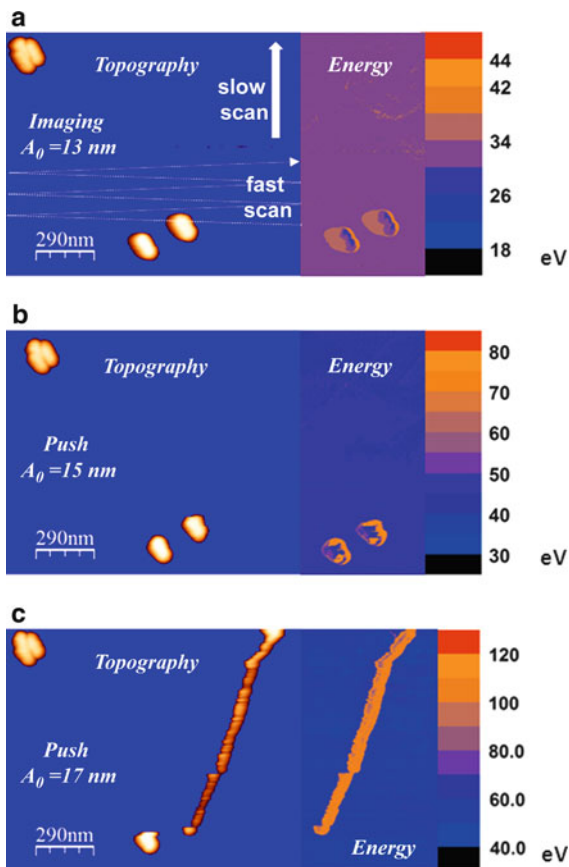 a
Topography
Energy
slow
scan
Imaging
A₀ =13 nm
fast
scan
290nm
44
42
34
26
18
eV
b
Topography
Energy
Push
A₀ =15 nm
290nm
80
70
60
50
40
30
eV
c
Topography
Push
A₀ =17 nm
290nm
Energy
120
100
80.0
60.0
40.0
eV